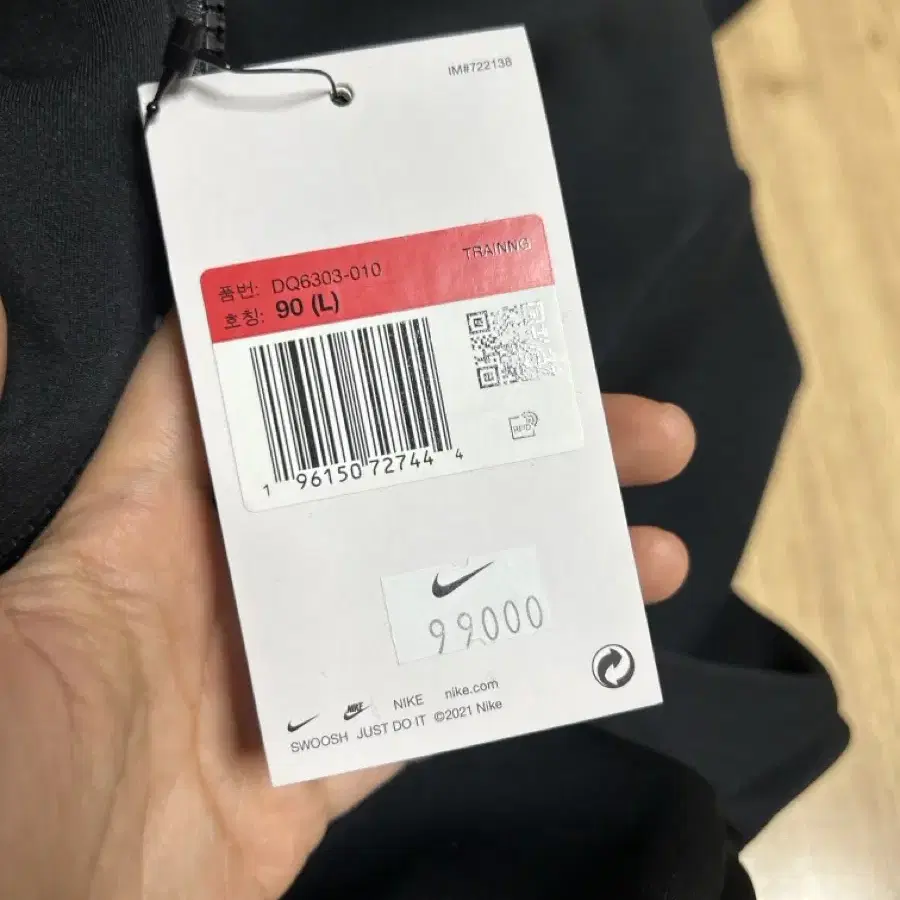 IM#722138
TRAINNG
품번: DQ6303-010
호칭: 90 (L)
RFID
1 96150 72744 4
99000
NIKE nike.com
SWOOSH JUST DO IT ©2021 Nike